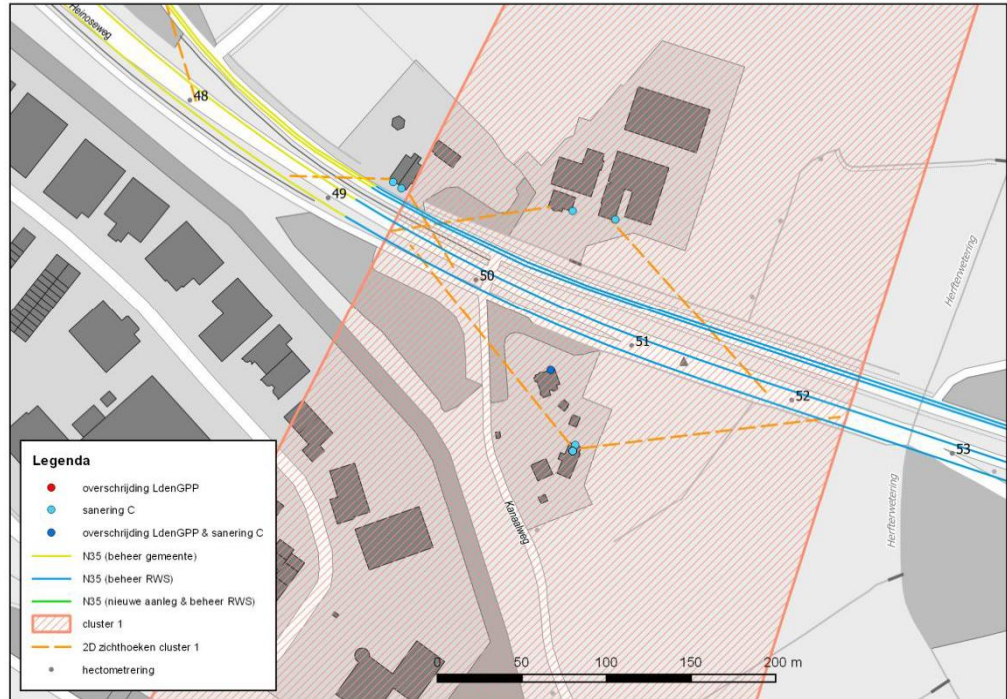 Heinoseweg
48
49
50
51
52
53
Herfterwetering
Herfterwetering
Kanaalweg
Legenda
overschrijding LdenGPP
sanering C
overschrijding LdenGPP & sanering C
N35 (beheer gemeente)
N35 (beheer RWS)
N35 (nieuwe aanleg & beheer RWS)
cluster 1
2D zichthoeken cluster 1
hectometrering
0 50 100 150 200 m